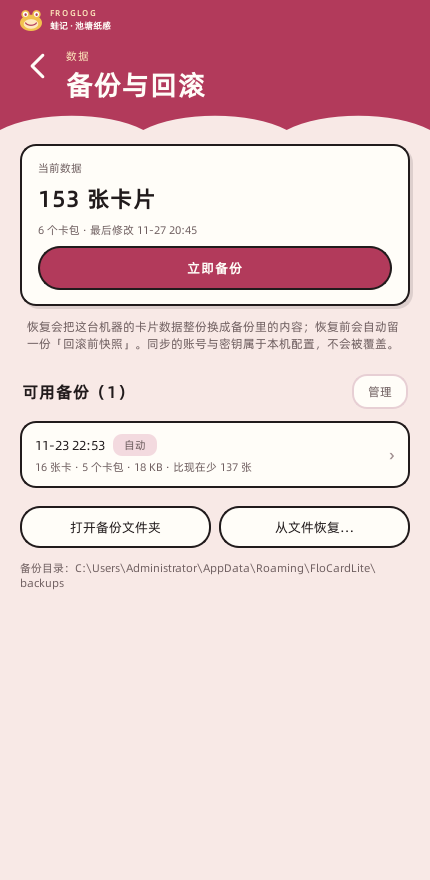 FROGLOG
蛙记 · 池塘纸感
数据
备份与回滚
当前数据
153 张卡片
6 个卡包 · 最后修改 11-27 20:45
立即备份
恢复会把这台机器的卡片数据整份换成备份里的内容；恢复前会自动留
一份「回滚前快照」。同步的账号与密钥属于本机配置，不会被覆盖。
可用备份（1）
管理
11-23 22:53 自动
16 张卡 · 5 个卡包 · 18 KB · 比现在少 137 张
›
打开备份文件夹
从文件恢复…
备份目录：C:\Users\Administrator\AppData\Roaming\FloCardLite\
backups